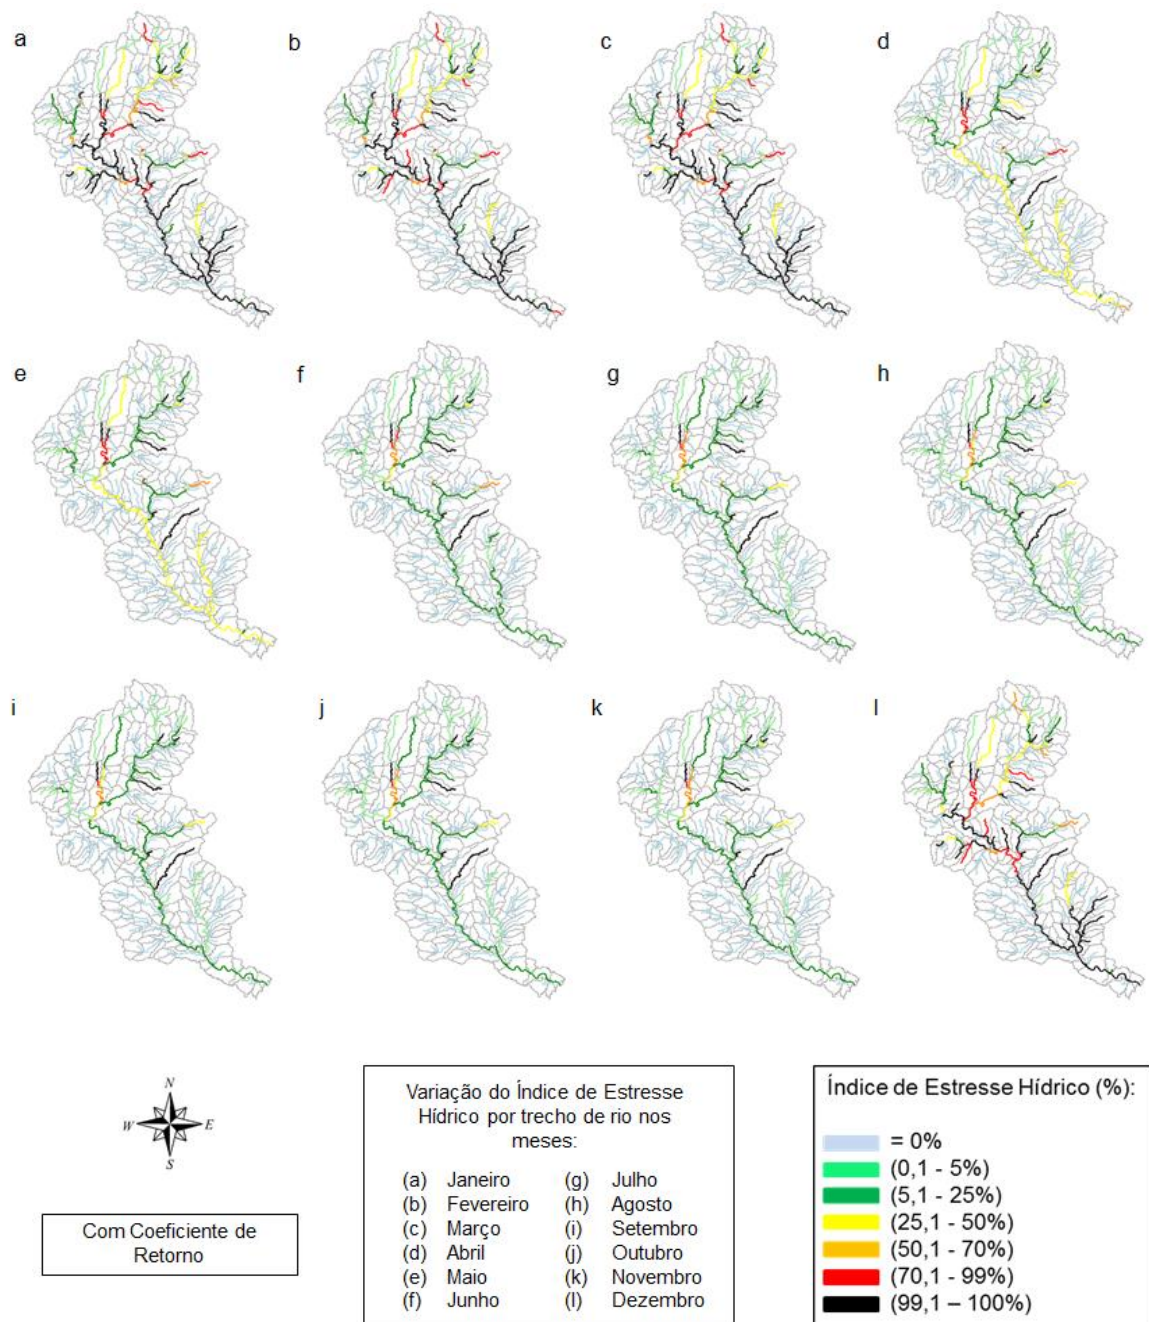 a
b
c
d
e
f
g
h
i
j
k
l
N
W
E
S
Com Coeficiente de
Retorno
Variação do Índice de Estresse
Hídrico por trecho de rio nos
meses:
(a) Janeiro
(b) Fevereiro
(c) Março
(d) Abril
(e) Maio
(f) Junho
(g) Julho
(h) Agosto
(i) Setembro
(j) Outubro
(k) Novembro
(l) Dezembro
Índice de Estresse Hídrico (%):
= 0%
(0,1 - 5%)
(5,1 - 25%)
(25,1 - 50%)
(50,1 - 70%)
(70,1 - 99%)
(99,1 – 100%)